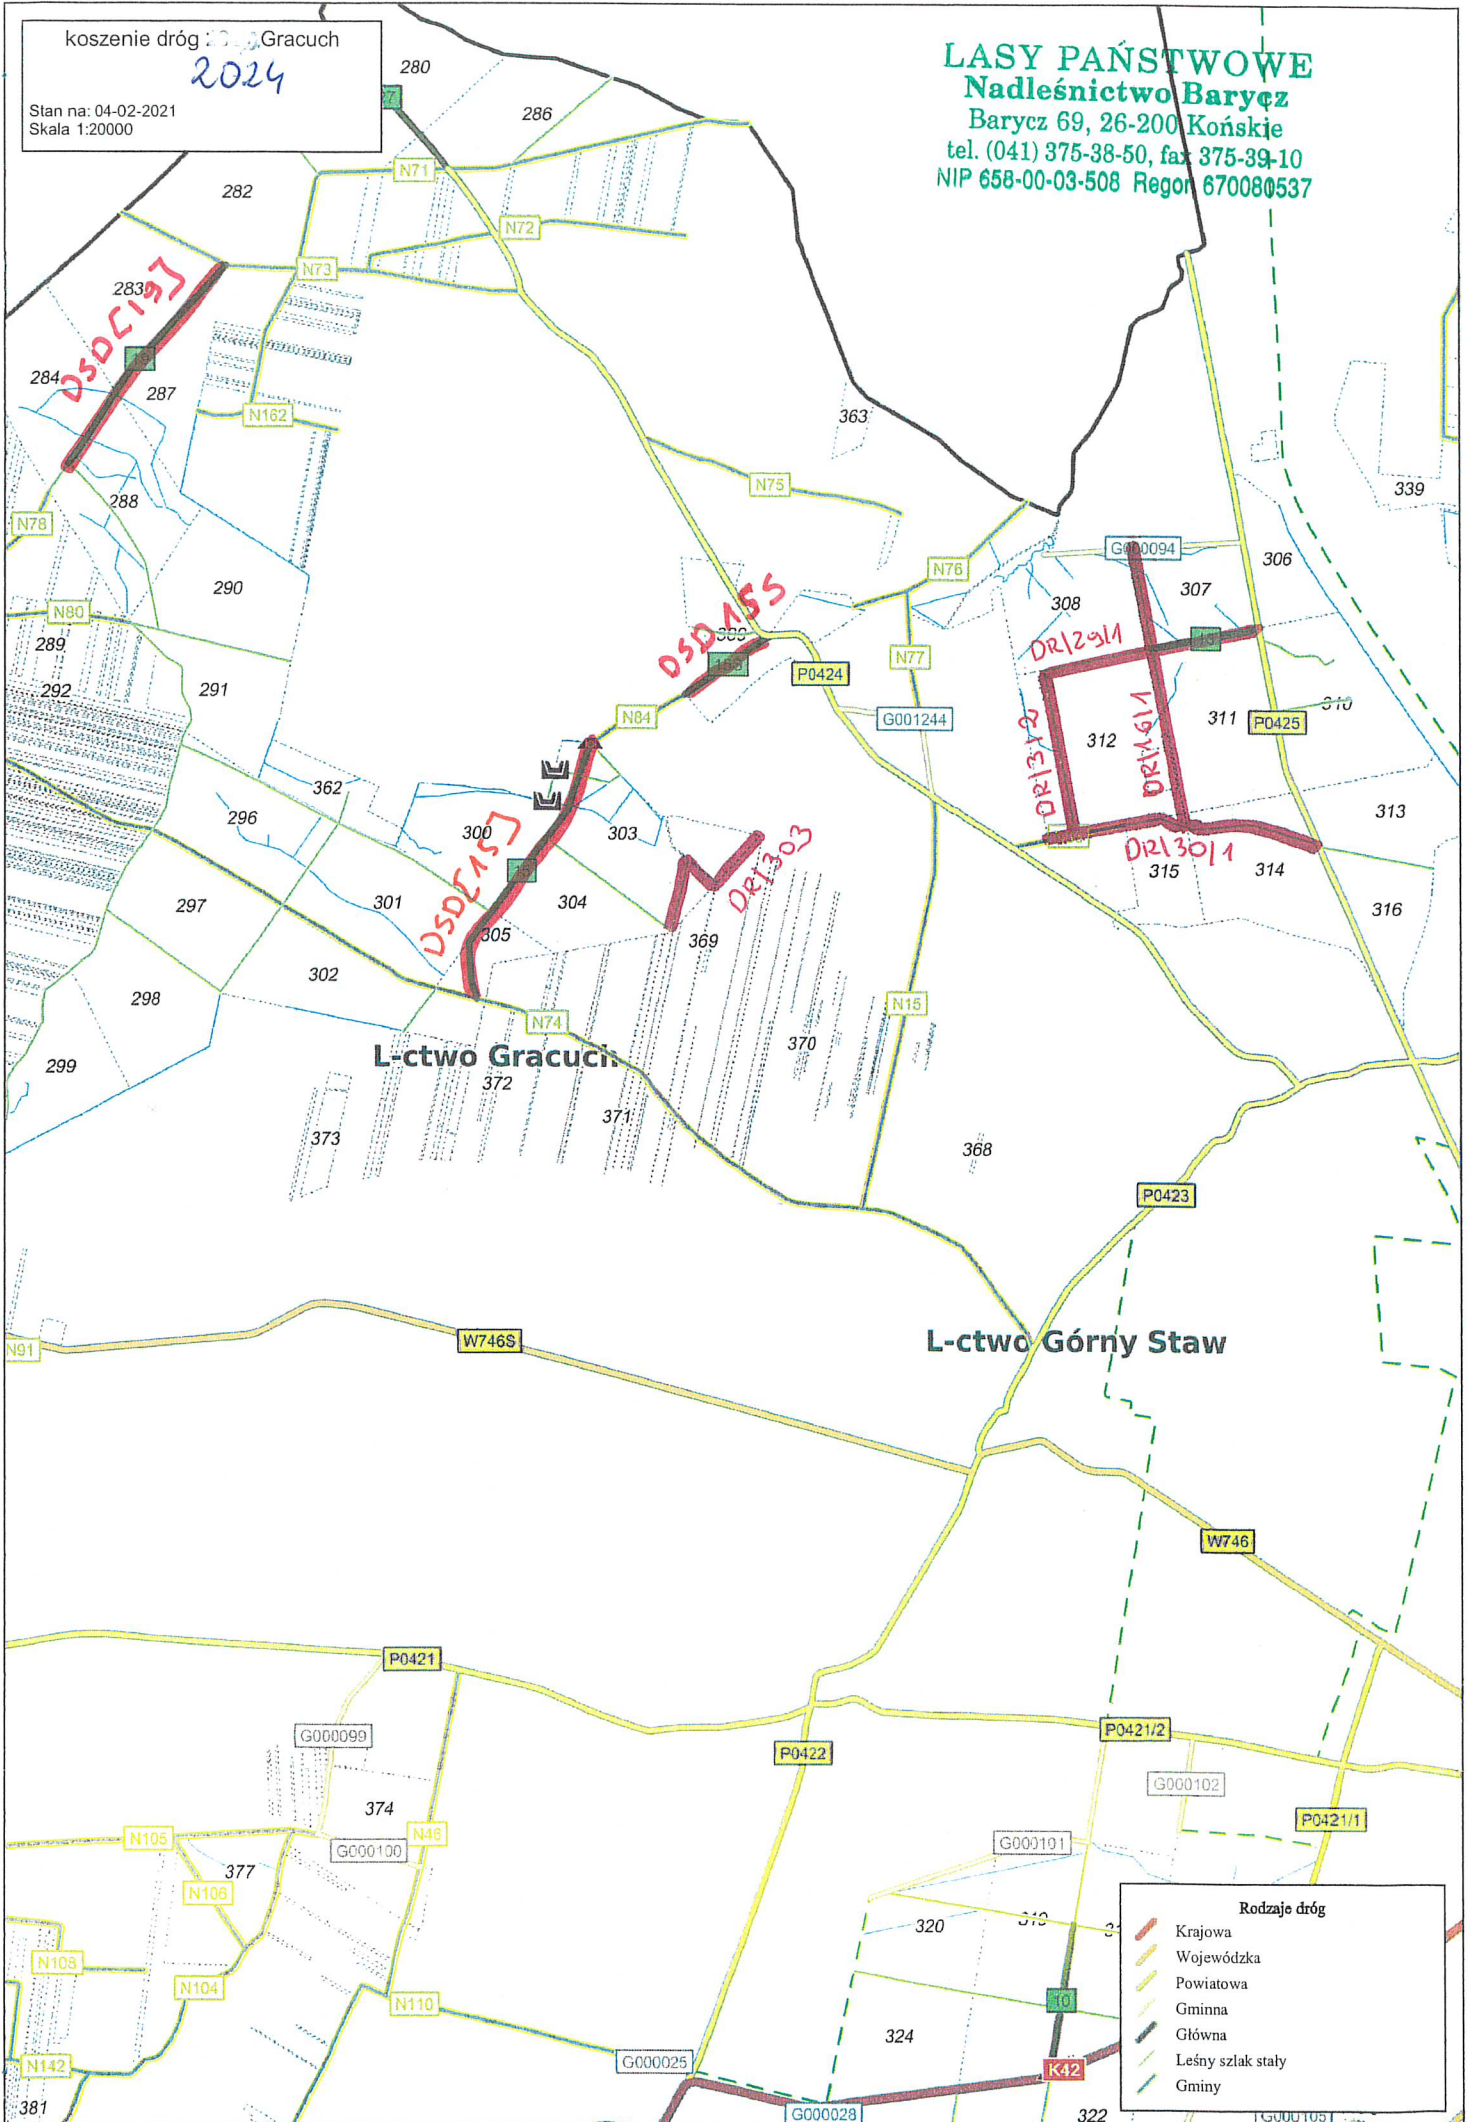 koszenie dróg Gracuch
2024
Stan na: 04-02-2021
Skala 1:20000
LASY PAŃSTWOWE
Nadleśnictwo Barycz
Barycz 69, 26-200 Końskie
tel. (041) 375-38-50, fax 375-39-10
NIP 658-00-03-508 Regon 670080537
280
286
N71
282
N72
N73
283
DSD[19]
19
284
287
N162
363
N75
339
288
N78
G000094
306
N76
290
307
308
N80
DSD155
289
DR/29/1
N77
P0424
292
291
N84
G001244
DR/31/2
312
DR/16/1
311
310
P0425
362
296
300
303
313
DSD[15]
15
DR/303
DR/30/1
315
314
297
301
304
316
305
369
302
298
N15
N74
370
L-ctwo Gracuch
299
372
371
373
368
P0423
N91
W746S
L-ctwo Górny Staw
W746
P0421
G000099
P0421/2
P0422
G000102
374
P0421/1
N105
N46
G000100
G000101
377
N106
320
319
N108
N104
10
N110
324
G000025
N142
K42
381
G000028
322
G000105
Rodzaje dróg
Krajowa
Wojewódzka
Powiatowa
Gminna
Główna
Leśny szlak stały
Gminy